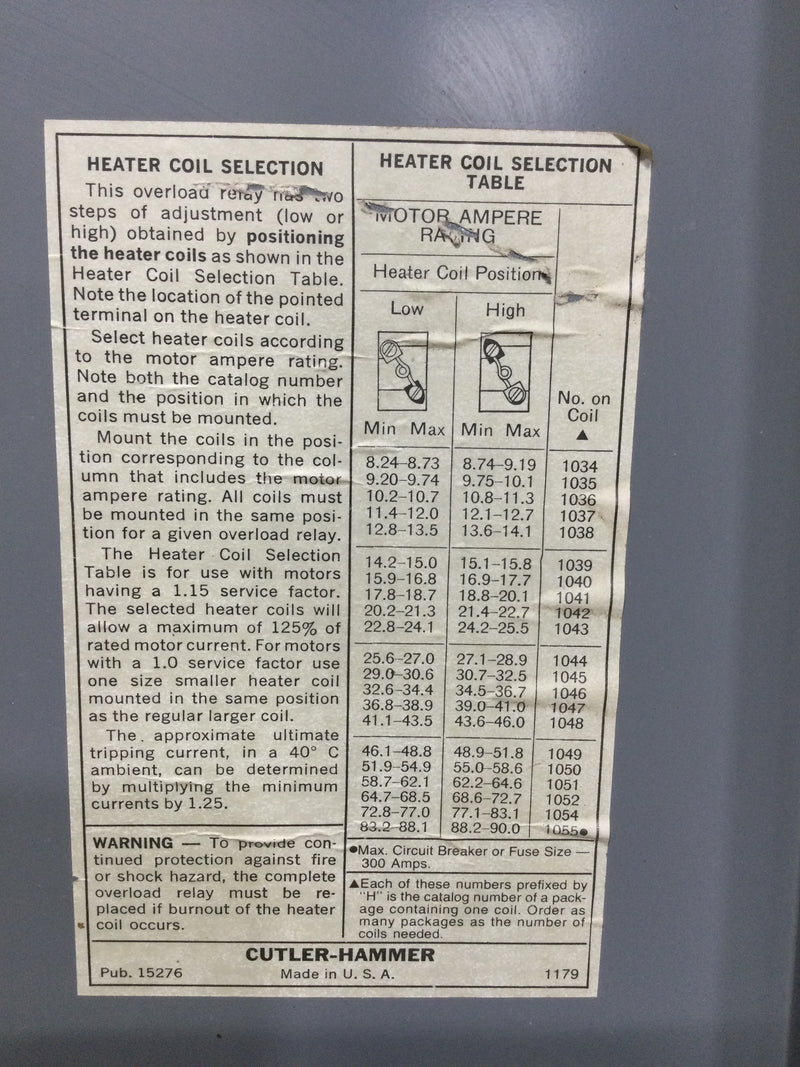 HEATER COIL SELECTION
This overload relay has two
steps of adjustment (low or
high) obtained by positioning
the heater coils as shown in the
Heater Coil Selection Table.
Note the location of the pointed
terminal on the heater coil.
Select heater coils according
to the motor ampere rating.
Note both the catalog number
and the position in which the
coils must be mounted.
Mount the coils in the posi-
tion corresponding to the col-
umn that includes the motor
ampere rating. All coils must
be mounted in the same posi-
tion for a given overload relay.
The Heater Coil Selection
Table is for use with motors
having a 1.15 service factor.
The selected heater coils will
allow a maximum of 125% of
rated motor current. For motors
with a 1.0 service factor use
one size smaller heater coil
mounted in the same position
as the regular larger coil.
The approximate ultimate
tripping current, in a 40° C
ambient, can be determined
by multiplying the minimum
currents by 1.25.
WARNING — To provide con-
tinued protection against fire
or shock hazard, the complete
overload relay must be re-
placed if burnout of the heater
coil occurs.
HEATER COIL SELECTION
TABLE
MOTOR AMPERE
RATING
Heater Coil Position
Low High
No. on
Coil
▲
Min Max Min Max
8.24–8.73 8.74–9.19 1034
9.20–9.74 9.75–10.1 1035
10.2–10.7 10.8–11.3 1036
11.4–12.0 12.1–12.7 1037
12.8–13.5 13.6–14.1 1038
14.2–15.0 15.1–15.8 1039
15.9–16.8 16.9–17.7 1040
17.8–18.7 18.8–20.1 1041
20.2–21.3 21.4–22.7 1042
22.8–24.1 24.2–25.5 1043
25.6–27.0 27.1–28.9 1044
29.0–30.6 30.7–32.5 1045
32.6–34.4 34.5–36.7 1046
36.8–38.9 39.0–41.0 1047
41.1–43.5 43.6–46.0 1048
46.1–48.8 48.9–51.8 1049
51.9–54.9 55.0–58.6 1050
58.7–62.1 62.2–64.6 1051
64.7–68.5 68.6–72.7 1052
72.8–77.0 77.1–83.1 1054
83.2–88.1 88.2–90.0 1055●
●Max. Circuit Breaker or Fuse Size —
300 Amps.
▲Each of these numbers prefixed by
"H" is the catalog number of a pack-
age containing one coil. Order as
many packages as the number of
coils needed.
CUTLER-HAMMER
Pub. 15276 Made in U. S. A. 1179